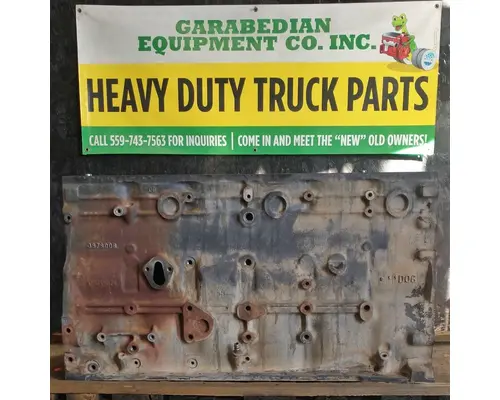 GARABEDIAN
EQUIPMENT CO. INC.
HEAVY DUTY TRUCK PARTS
CALL 559-743-7563 FOR INQUIRIES | COME IN AND MEET THE "NEW" OLD OWNERS!